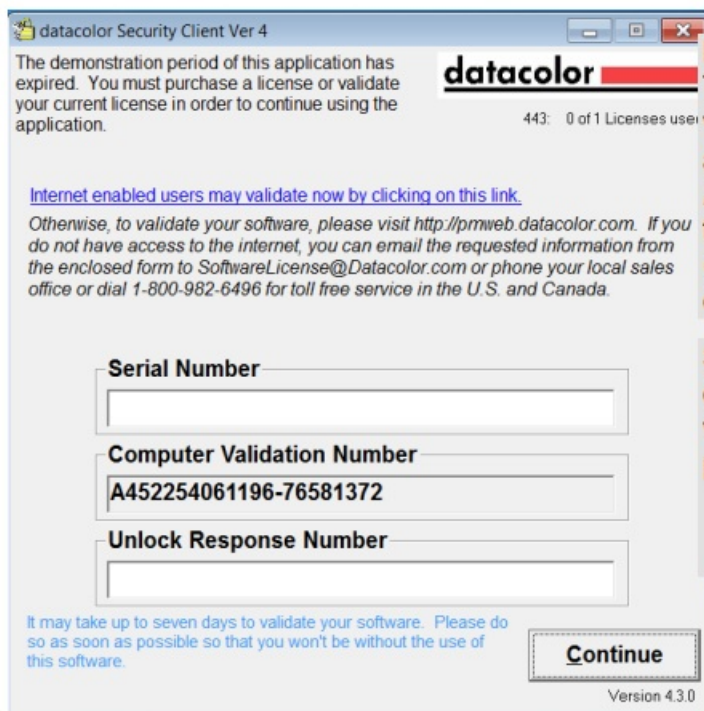 datacolor Security Client Ver 4
The demonstration period of this application has
expired. You must purchase a license or validate
your current license in order to continue using the
application.
datacolor
443: 0 of 1 Licenses used
Internet enabled users may validate now by clicking on this link.
Otherwise, to validate your software, please visit http://pmweb.datacolor.com. If you
do not have access to the internet, you can email the requested information from
the enclosed form to SoftwareLicense@Datacolor.com or phone your local sales
office or dial 1-800-982-6496 for toll free service in the U.S. and Canada.
Serial Number
Computer Validation Number
A452254061196-76581372
Unlock Response Number
It may take up to seven days to validate your software. Please do
so as soon as possible so that you won't be without the use of
this software.
Continue
Version 4.3.0